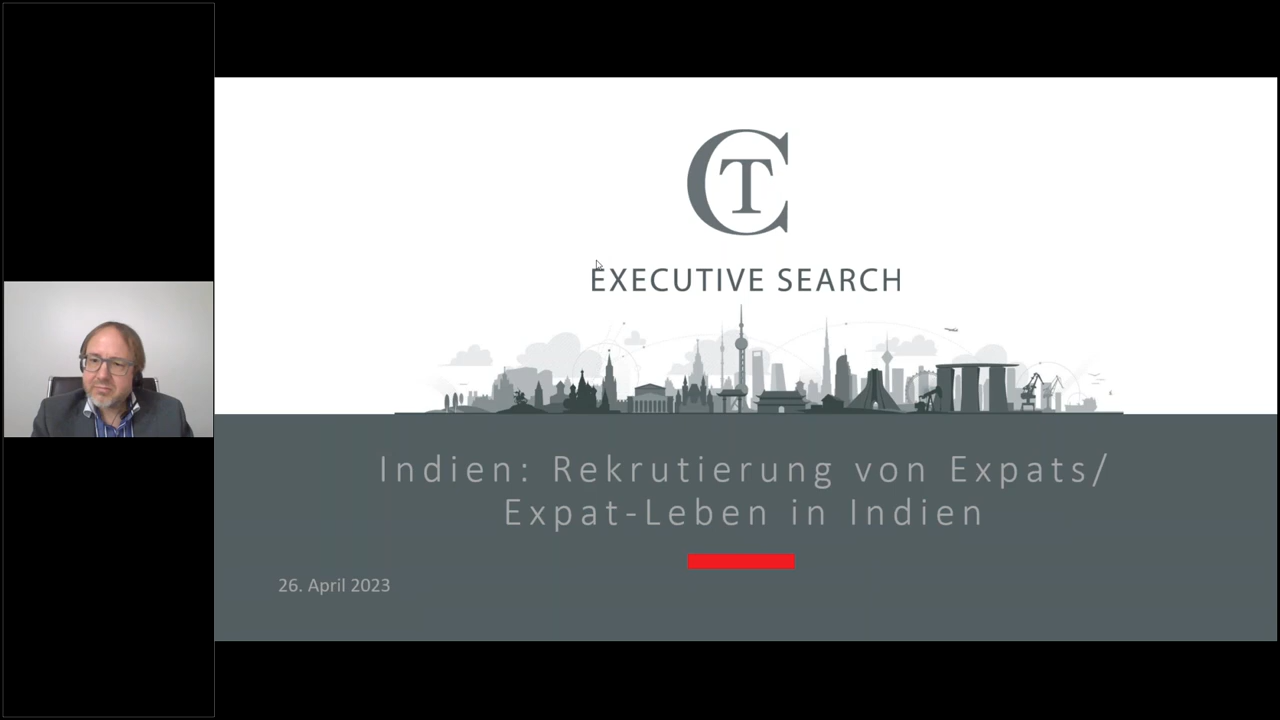 CT
EXECUTIVE SEARCH
Indien: Rekrutierung von Expats/
Expat-Leben in Indien
26. April 2023